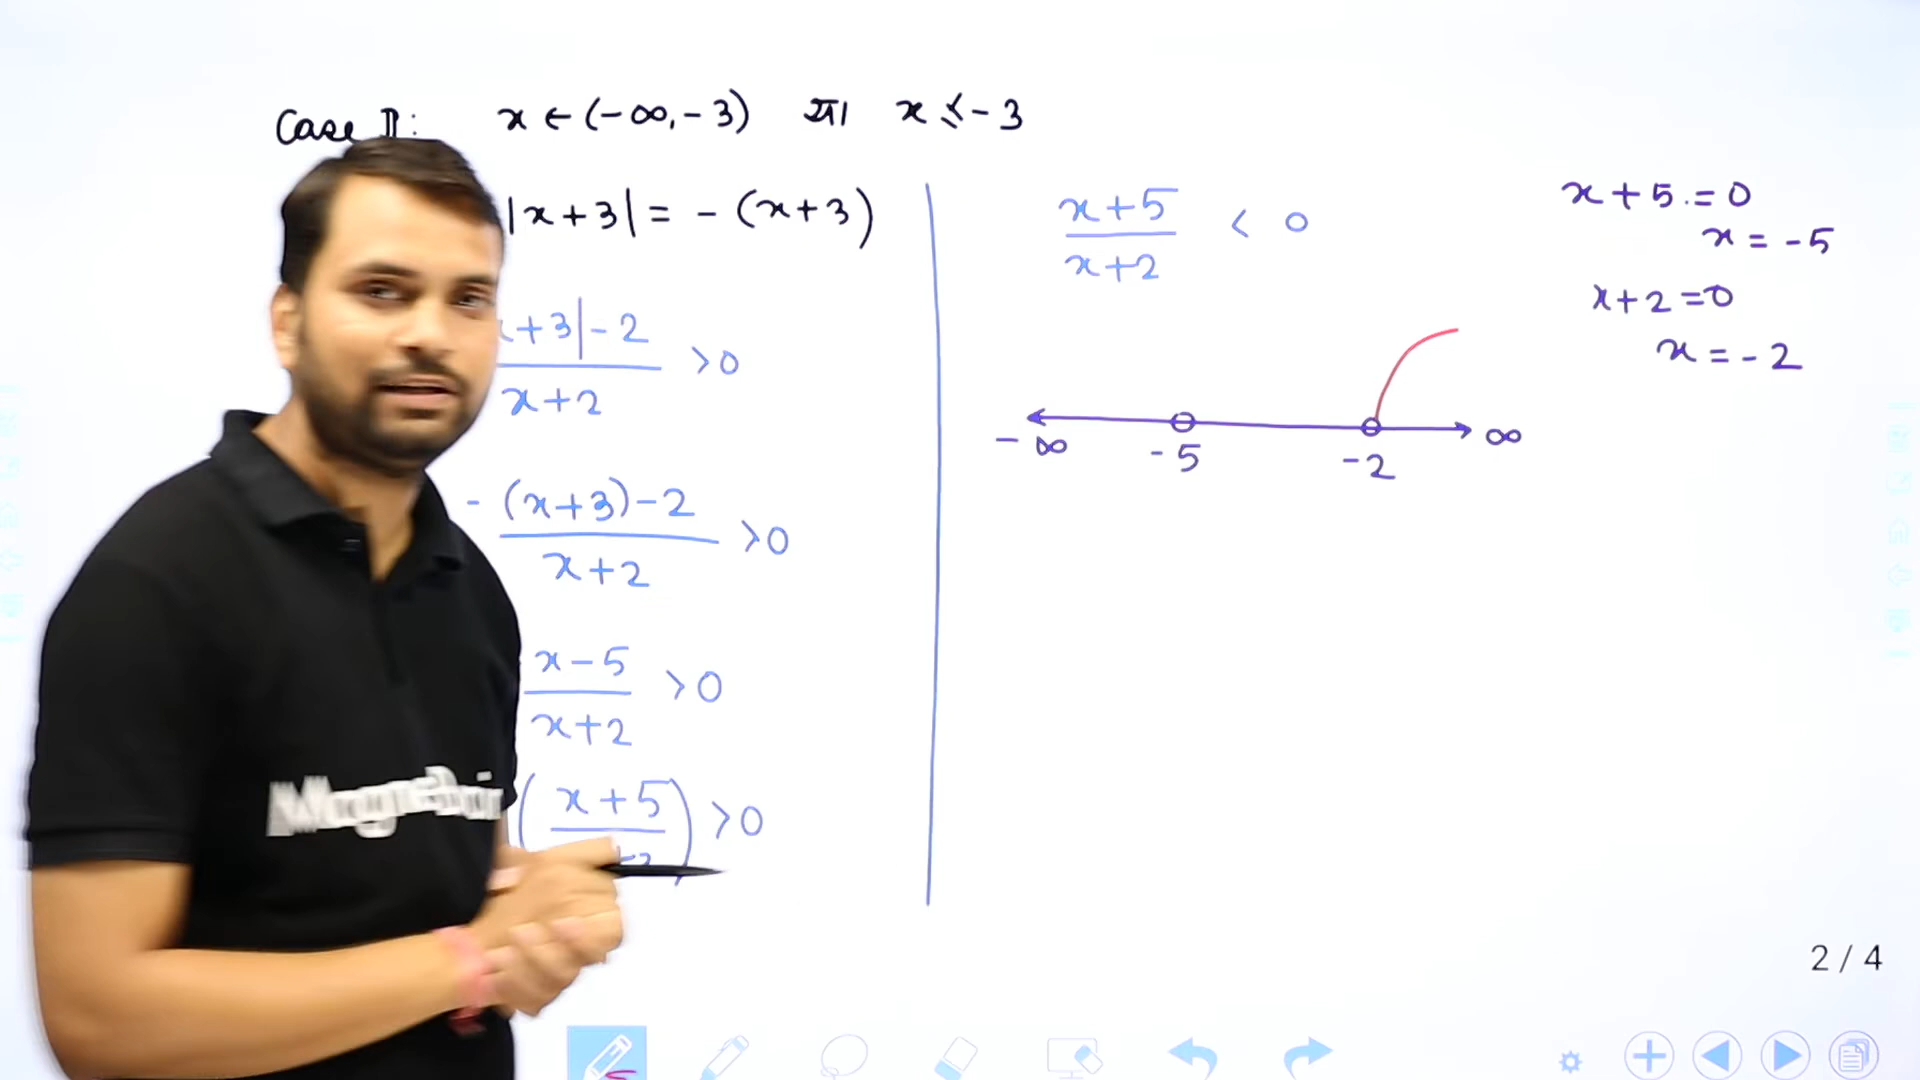 Case II: x ∈ (-∞, -3) या x ≤ -3
|x+3| = - (x+3)
x+3|-2 / x+2 > 0
- (x+3)-2 / x+2 > 0
x-5 / x+2 > 0
(x+5 / +2) > 0
x+5 / x+2 < 0
-∞ -5 -2 ∞
x+5.=0
x = -5
x+2=0
x = -2
2 / 4